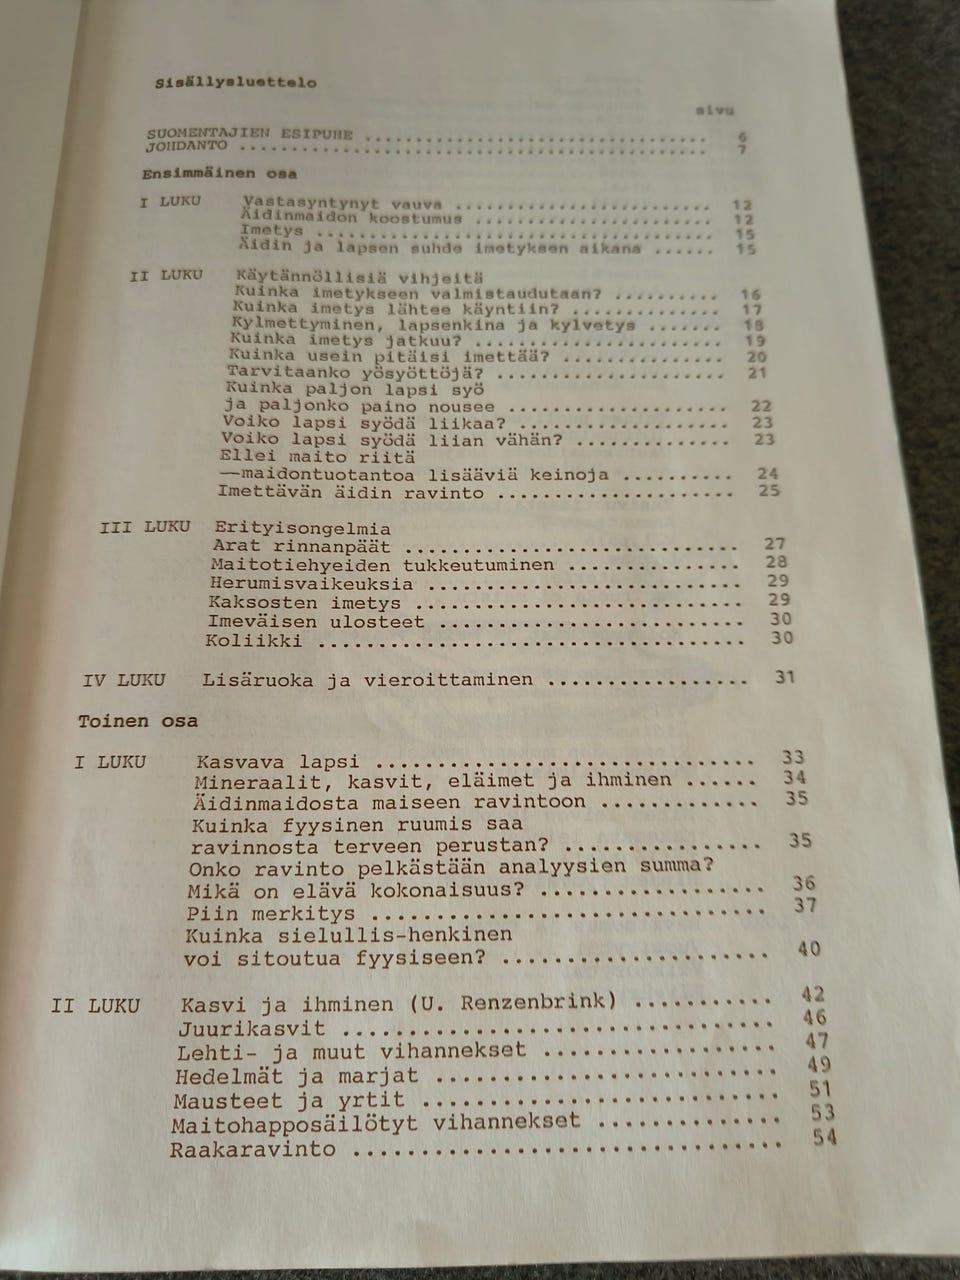 Sisällysluettelo
sivu
SUOMENTAJIEN ESIPUHE ................................. 6
JOHDANTO ............................................. 7
Ensimmäinen osa
I LUKU Vastasyntynyt vauva ......................... 12
Äidinmaidon koostumus ....................... 12
Imetys ...................................... 15
Äidin ja lapsen suhde imetyksen aikana ...... 15
II LUKU Käytännöllisiä vihjeitä
Kuinka imetykseen valmistaudutaan? .......... 16
Kuinka imetys lähtee käyntiin? .............. 17
Kylmettyminen, lapsenkina ja kylvetys ....... 18
Kuinka imetys jatkuu? ....................... 19
Kuinka usein pitäisi imettää? ............... 20
Tarvitaanko yösyöttöjä? ..................... 21
Kuinka paljon lapsi syö
ja paljonko paino nousee .................... 22
Voiko lapsi syödä liikaa? ................... 23
Voiko lapsi syödä liian vähän? .............. 23
Ellei maito riitä
—maidontuotantoa lisääviä keinoja .......... 24
Imettävän äidin ravinto ..................... 25
III LUKU Erityisongelmia
Arat rinnanpäät ............................. 27
Maitotiehyeiden tukkeutuminen ............... 28
Herumisvaikeuksia ........................... 29
Kaksosten imetys ............................ 29
Imeväisen ulosteet .......................... 30
Koliikki .................................... 30
IV LUKU Lisäruoka ja vieroittaminen ................. 31
Toinen osa
I LUKU Kasvava lapsi ............................... 33
Mineraalit, kasvit, eläimet ja ihminen ...... 34
Äidinmaidosta maiseen ravintoon ............. 35
Kuinka fyysinen ruumis saa
ravinnosta terveen perustan? ................ 35
Onko ravinto pelkästään analyysien summa?
Mikä on elävä kokonaisuus? .................. 36
Piin merkitys ............................... 37
Kuinka sielullis-henkinen
voi sitoutua fyysiseen? ..................... 40
II LUKU Kasvi ja ihminen (U. Renzenbrink) ........... 42
Juurikasvit ................................. 46
Lehti- ja muut vihannekset .................. 47
Hedelmät ja marjat .......................... 49
Mausteet ja yrtit ........................... 51
Maitohapposäilötyt vihannekset .............. 53
Raakaravinto ................................ 54